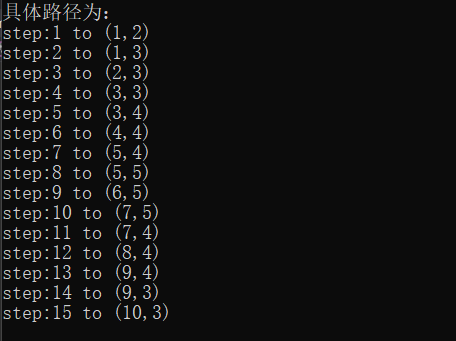 具体路径为：
step:1 to (1,2)
step:2 to (1,3)
step:3 to (2,3)
step:4 to (3,3)
step:5 to (3,4)
step:6 to (4,4)
step:7 to (5,4)
step:8 to (5,5)
step:9 to (6,5)
step:10 to (7,5)
step:11 to (7,4)
step:12 to (8,4)
step:13 to (9,4)
step:14 to (9,3)
step:15 to (10,3)